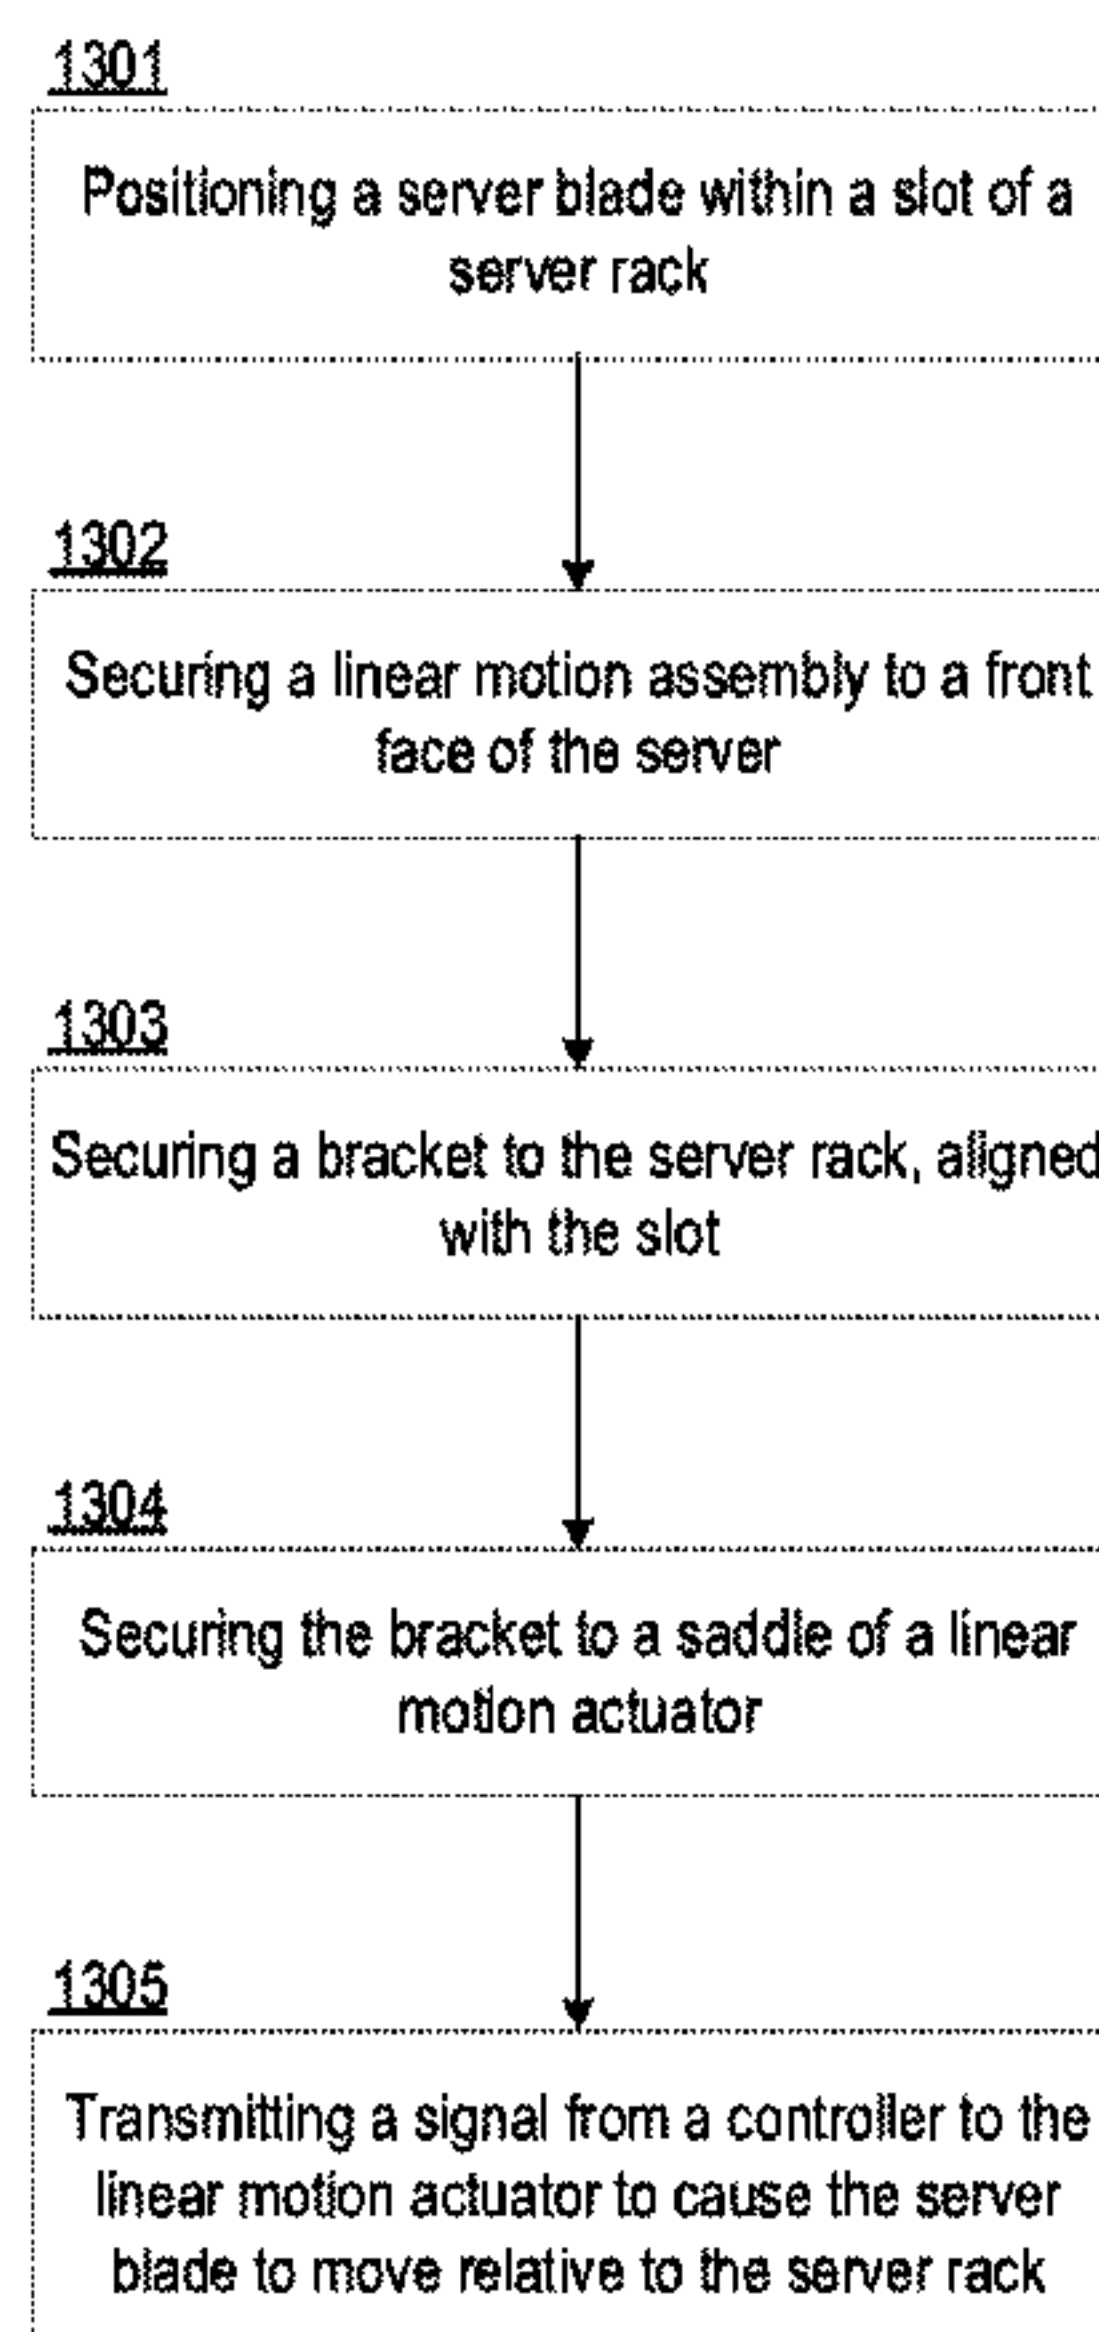 1301
Positioning a server blade within a slot of a
server rack
1302
Securing a linear motion assembly to a front
face of the server
1303
Securing a bracket to the server rack, aligned
with the slot
1304
Securing the bracket to a saddle of a linear
motion actuator
1305
Transmitting a signal from a controller to the
linear motion actuator to cause the server
blade to move relative to the server rack